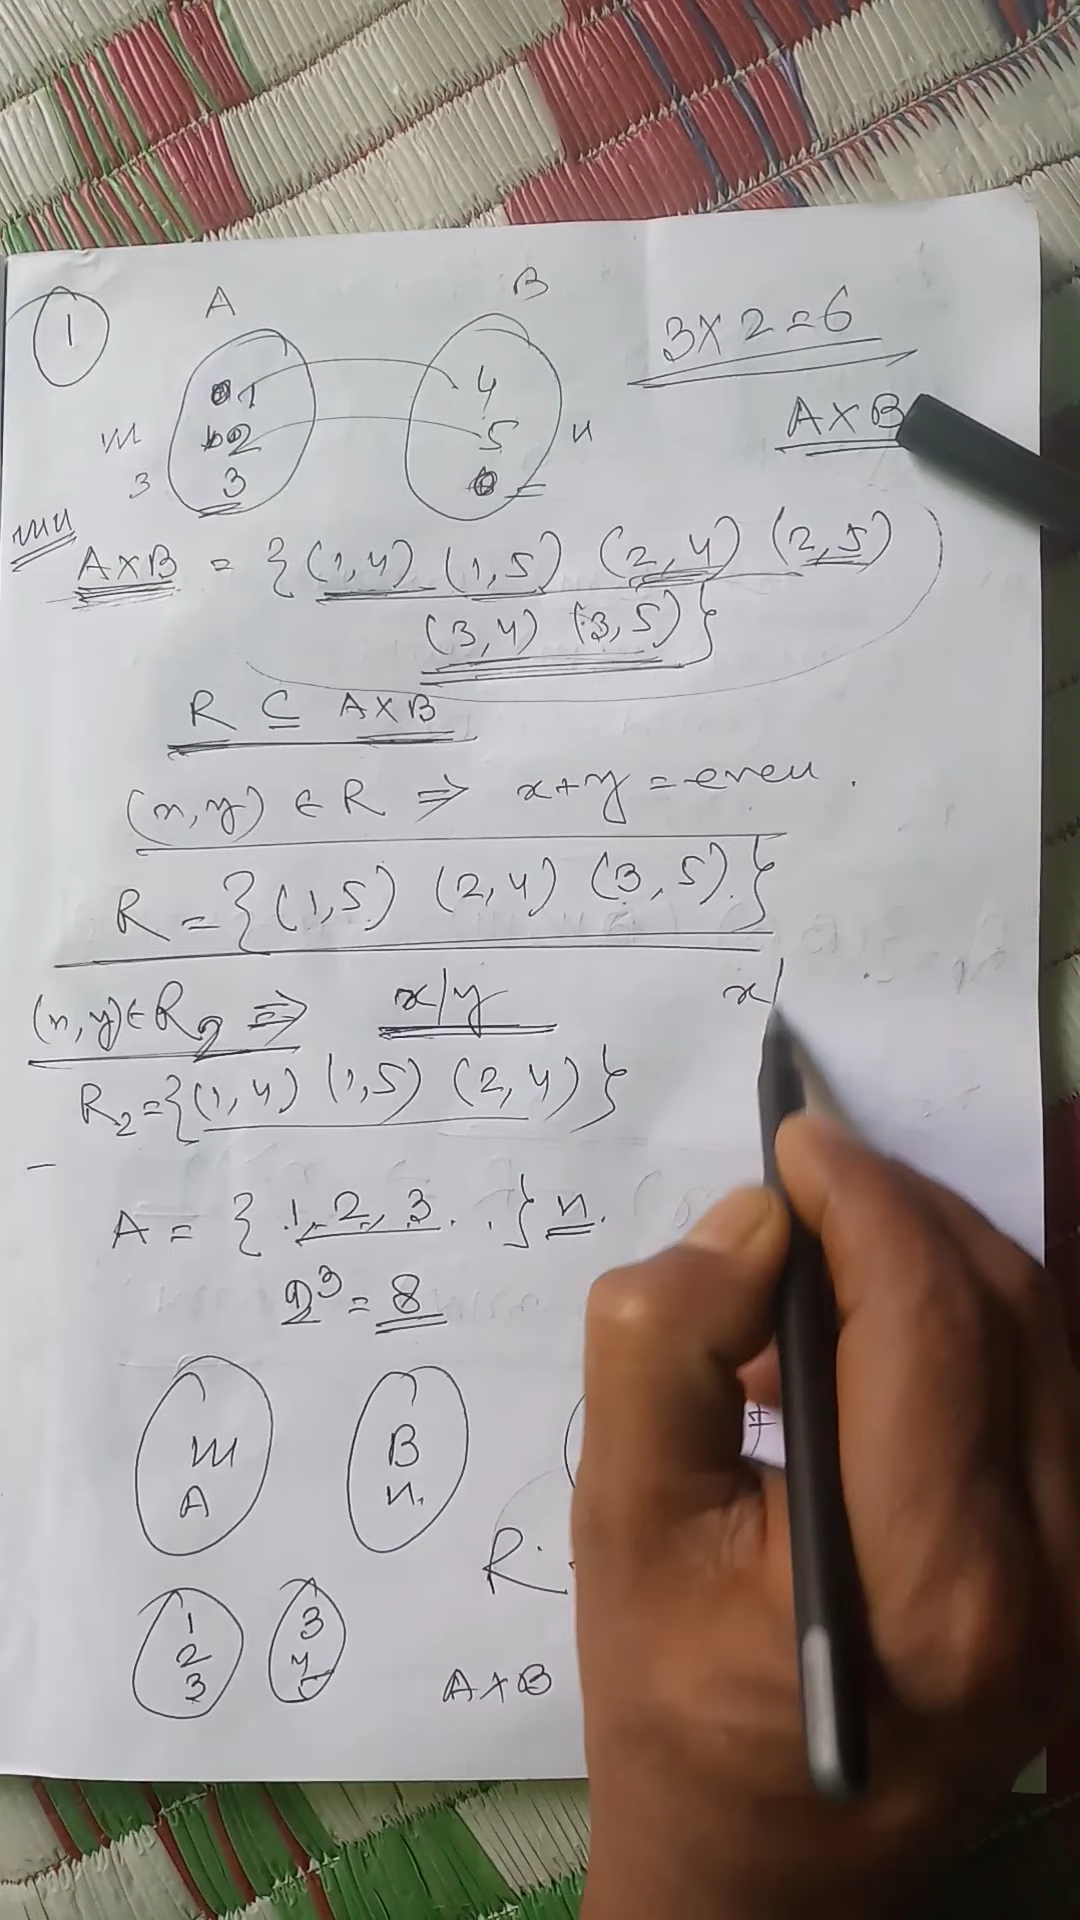 1
A B
3×2=6
1 4
m 2 5 n
3 3
A×B
mn
A×B = {(1,4) (1,5) (2,4) (2,5)
(3,4) (3,5)}
R ⊆ A×B
(x,y) ∈ R ⇒ x+y = even.
R = {(1,5) (2,4) (3,5)}
(x,y) ∈ R₂ ⇒ x|y x|
R₂ = {(1,4) (1,5) (2,4)}
A = {1, 2, 3 . .} n.
2³ = 8
m B
A n.
R:
1 3
2 4
3 5
A×B